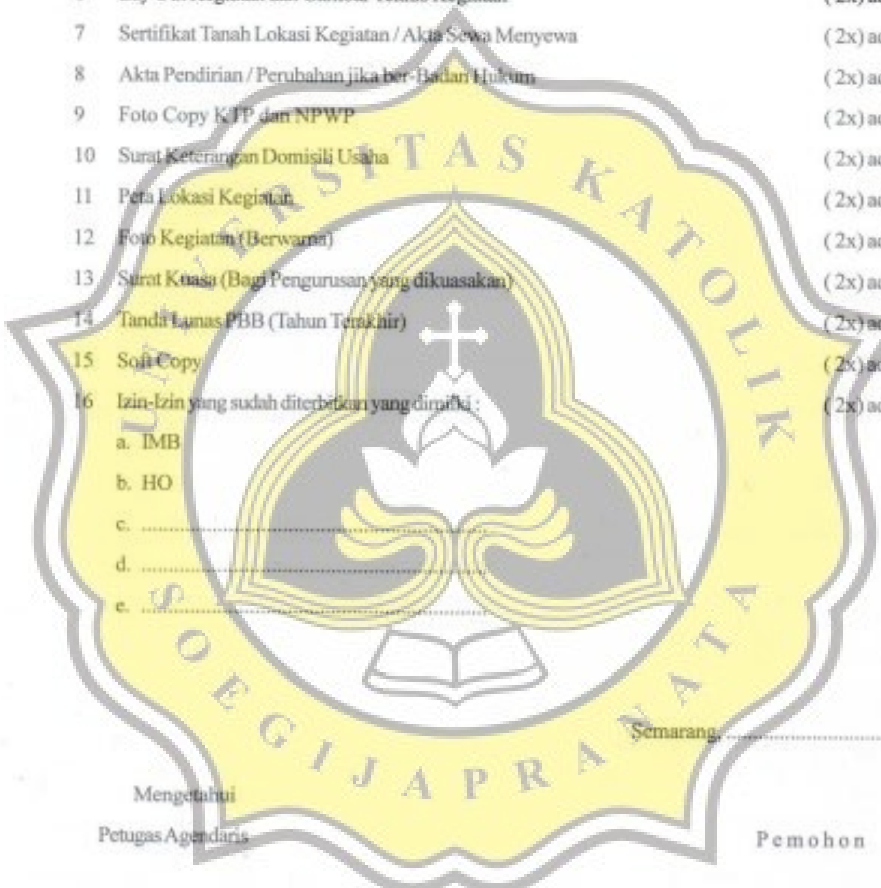 7 Sertifikat Tanah Lokasi Kegiatan / Akta Sewa Menyewa ( 2x)
8 Akta Pendirian / Perubahan jika ber-Badan Hukum ( 2x)
9 Foto Copy KTP dan NPWP ( 2x)
10 Surat Keterangan Domisili Usaha ( 2x)
11 Peta Lokasi Kegiatan ( 2x)
12 Foto Kegiatan (Berwarna) ( 2x)
13 Surat Kuasa (Bagi Pengurusan yang dikuasakan) ( 2x)
14 Tanda Lunas PBB (Tahun Terakhir) ( 2x)
15 Soft Copy ( 2x)
16 Izin-Izin yang sudah diterbitkan yang dimiliki : ( 2x)
a. IMB
b. HO
c. ....................
d. ....................
e. ....................
Semarang, ....................
Mengetahui
Petugas Agendaris Pemohon
UNIVERSITAS KATOLIK
SOEGIJAPRANATA